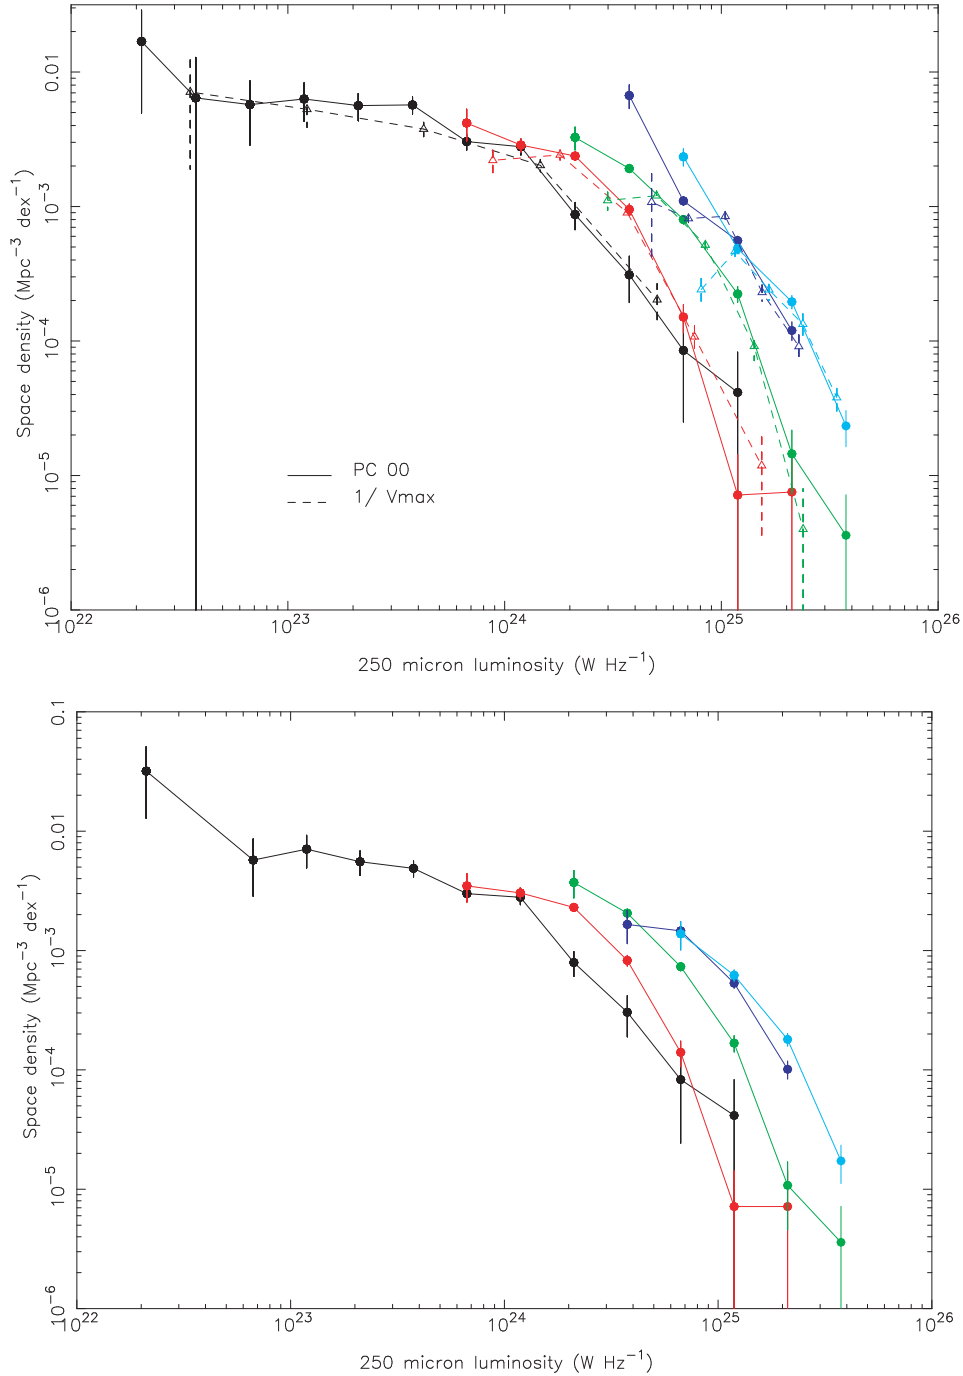 0.01
10⁻³
10⁻⁴
10⁻⁵
10⁻⁶
Space density (Mpc⁻³ dex⁻¹)
PC 00
1/ Vmax
10²² 10²³ 10²⁴ 10²⁵ 10²⁶
250 micron luminosity (W Hz⁻¹)
0.1
0.01
10⁻³
10⁻⁴
10⁻⁵
10⁻⁶
Space density (Mpc⁻³ dex⁻¹)
10²² 10²³ 10²⁴ 10²⁵ 10²⁶
250 micron luminosity (W Hz⁻¹)